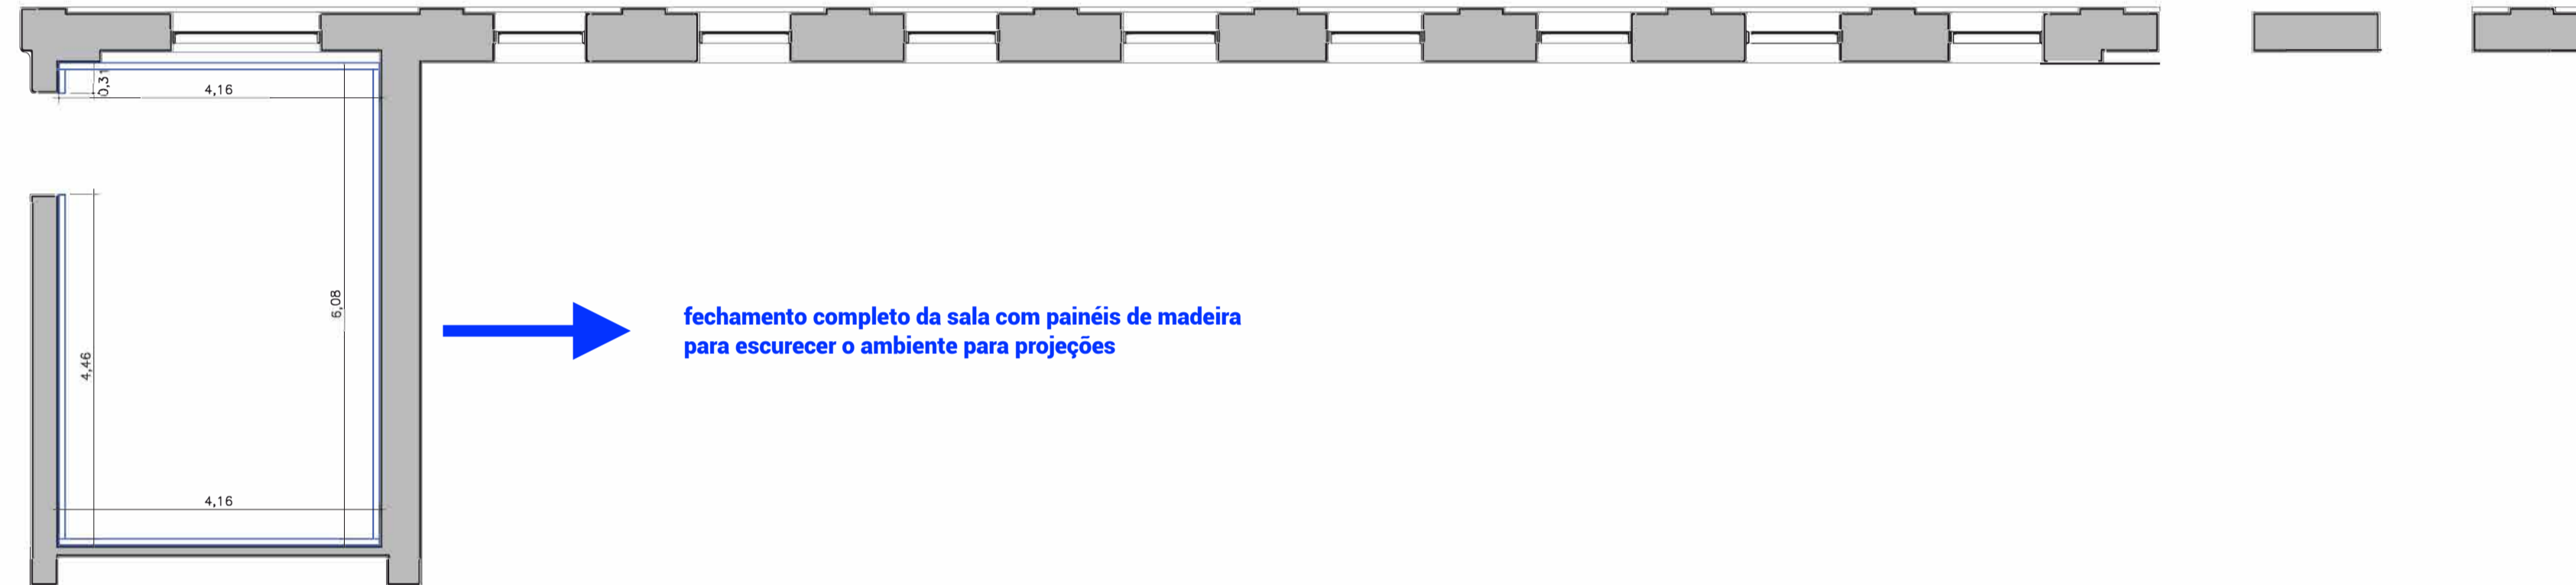 0,31
4,16
6,08
fechamento completo da sala com painéis de madeira
para escurecer o ambiente para projeções
4,46
4,16